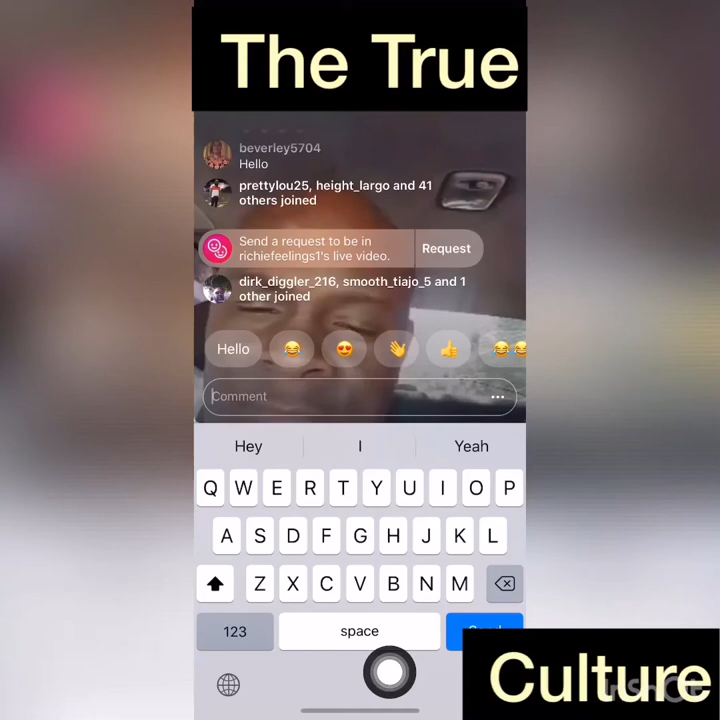 The True
beverley5704
Hello
prettylou25, height_largo and 41
others joined
Send a request to be in
richiefeelings1's live video.
Request
dirk_diggler_216, smooth_tiajo_5 and 1
other joined
Hello
Comment
Hey I Yeah
Q W E R T Y U I O P
A S D F G H J K L
Z X C V B N M
123 space
Culture
InShOt